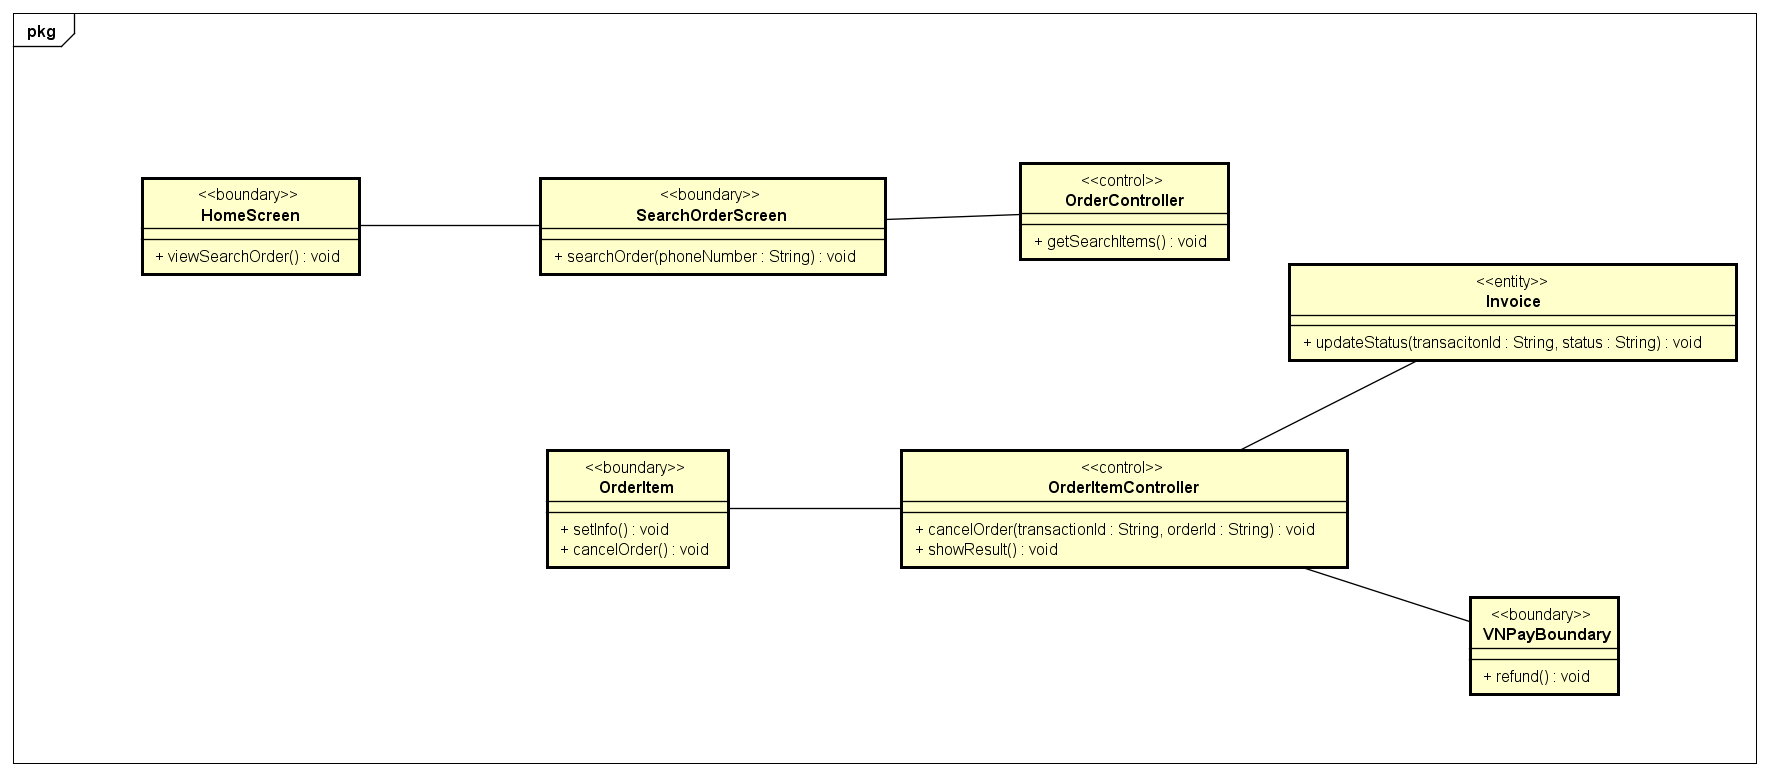 pkg
<<boundary>>
HomeScreen
+ viewSearchOrder() : void
<<boundary>>
SearchOrderScreen
+ searchOrder(phoneNumber : String) : void
<<control>>
OrderController
+ getSearchItems() : void
<<entity>>
Invoice
+ updateStatus(transacitonId : String, status : String) : void
<<boundary>>
OrderItem
+ setInfo() : void
+ cancelOrder() : void
<<control>>
OrderItemController
+ cancelOrder(transactionId : String, orderId : String) : void
+ showResult() : void
<<boundary>>
VNPayBoundary
+ refund() : void